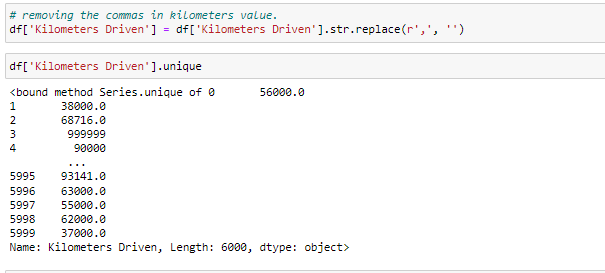 # removing the commas in kilometers value.
df['Kilometers Driven'] = df['Kilometers Driven'].str.replace(r',', '')
df['Kilometers Driven'].unique
<bound method Series.unique of 0       56000.0
1       38000.0
2       68716.0
3        999999
4         90000
         ...
5995    93141.0
5996    63000.0
5997    55000.0
5998    62000.0
5999    37000.0
Name: Kilometers Driven, Length: 6000, dtype: object>